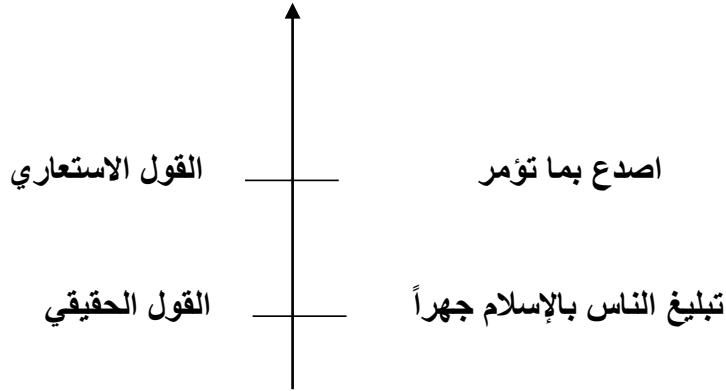 اصدع بما تؤمر
القول الاستعاري
تبليغ الناس بالإسلام جهراً
القول الحقيقي